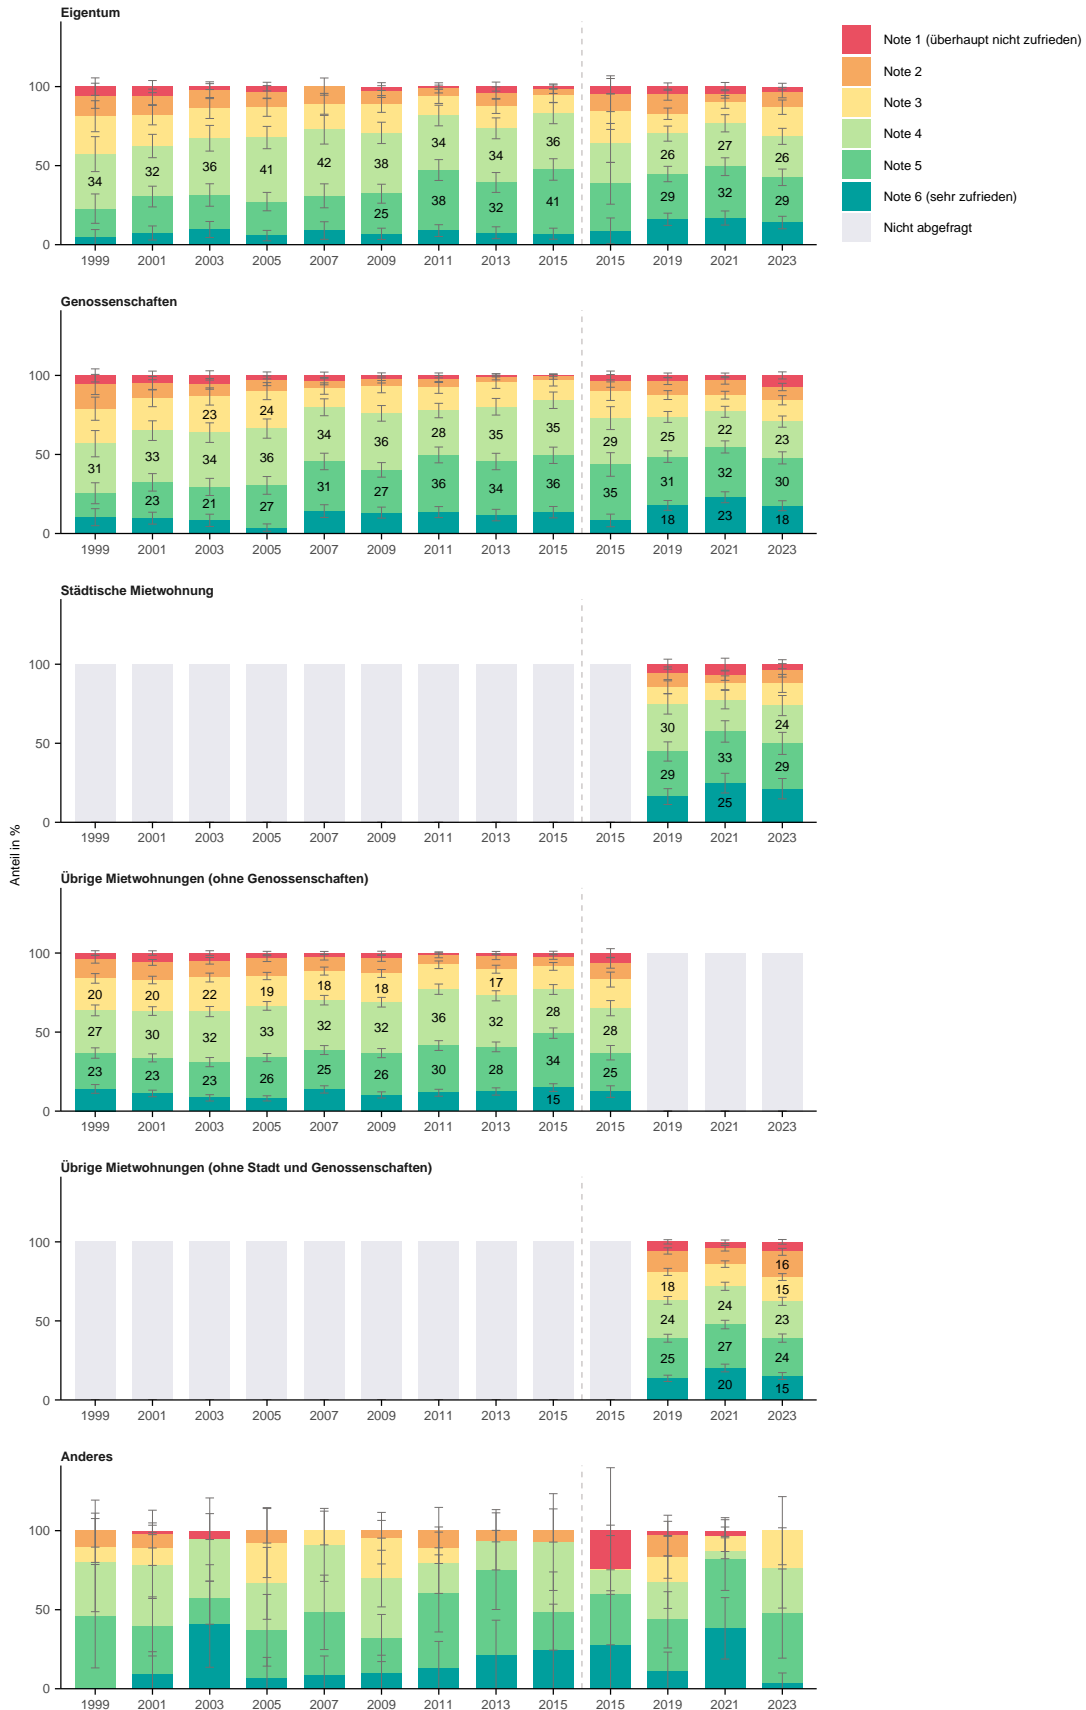 Eigentum
Note 1 (überhaupt nicht zufrieden)
Note 2
Note 3
Note 4
Note 5
Note 6 (sehr zufrieden)
Nicht abgefragt
100
50
0
34 32 36 41 42 38 34 34 36 26 27 26
25 38 32 41 29 32 29
1999 2001 2003 2005 2007 2009 2011 2013 2015 2015 2019 2021 2023
Genossenschaften
100
50
0
23 24
31 33 34 36 34 36 28 35 35 29 25 22 23
23 21 27 31 27 36 34 36 35 31 32 30
18 23 18
1999 2001 2003 2005 2007 2009 2011 2013 2015 2015 2019 2021 2023
Städtische Mietwohnung
100
50
0
30 24
29 33 29
25
1999 2001 2003 2005 2007 2009 2011 2013 2015 2015 2019 2021 2023
Anteil in %
Übrige Mietwohnungen (ohne Genossenschaften)
100
50
0
20 20 22 19 18 18 17
27 30 32 33 32 32 36 32 28 28
23 23 23 26 25 26 30 28 34 25
15
1999 2001 2003 2005 2007 2009 2011 2013 2015 2015 2019 2021 2023
Übrige Mietwohnungen (ohne Stadt und Genossenschaften)
100
50
0
16
18 15
24 24 23
25 27 24
20 15
1999 2001 2003 2005 2007 2009 2011 2013 2015 2015 2019 2021 2023
Anderes
100
50
0
1999 2001 2003 2005 2007 2009 2011 2013 2015 2015 2019 2021 2023